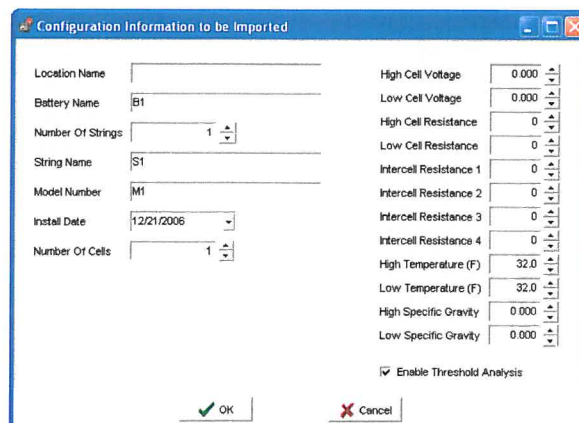 Configuration Information to be Imported
Location Name
Battery Name B1
Number Of Strings 1
String Name S1
Model Number M1
Install Date 12/21/2006
Number Of Cells 1
High Cell Voltage 0.000
Low Cell Voltage 0.000
High Cell Resistance 0
Low Cell Resistance 0
Intercell Resistance 1 0
Intercell Resistance 2 0
Intercell Resistance 3 0
Intercell Resistance 4 0
High Temperature (F) 32.0
Low Temperature (F) 32.0
High Specific Gravity 0.000
Low Specific Gravity 0.000
Enable Threshold Analysis
OK Cancel